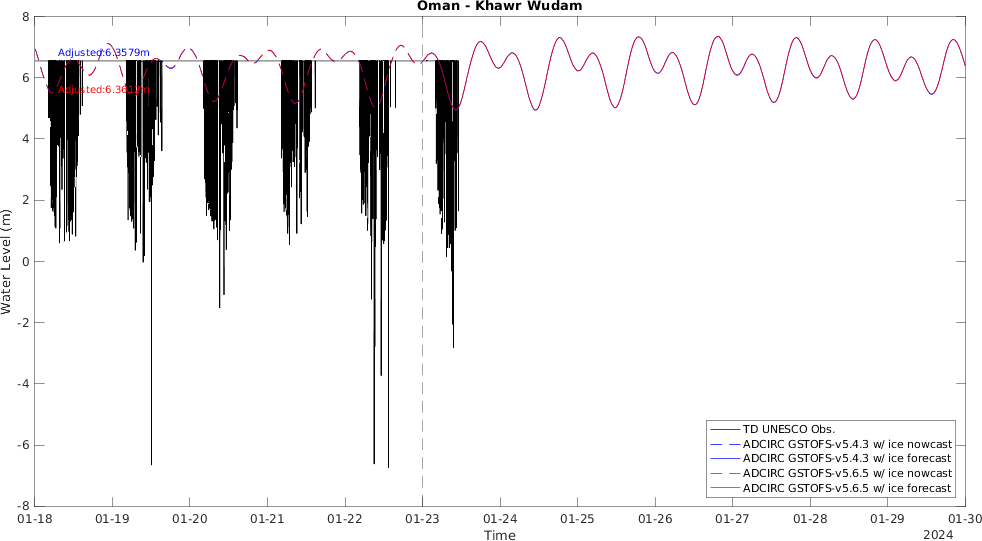 Oman - Khawr Wudam
8
6
4
2
0
-2
-4
-6
-8
Water Level (m)
Adjusted:6.3579m
Adjusted:6.3617m
TD UNESCO Obs.
ADCIRC GSTOFS-v5.4.3 w/ ice nowcast
ADCIRC GSTOFS-v5.4.3 w/ ice forecast
ADCIRC GSTOFS-v5.6.5 w/ ice nowcast
ADCIRC GSTOFS-v5.6.5 w/ ice forecast
01-18 01-19 01-20 01-21 01-22 01-23 01-24 01-25 01-26 01-27 01-28 01-29 01-30
Time
2024